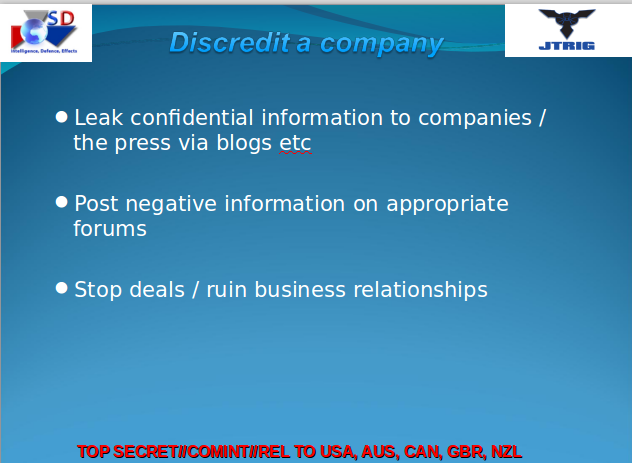 SD
Intelligence, Defence, Effects
Discredit a company
JTRIG
Leak confidential information to companies /
the press via blogs etc
Post negative information on appropriate
forums
Stop deals / ruin business relationships
TOP SECRET//COMINT//REL TO USA, AUS, CAN, GBR, NZL